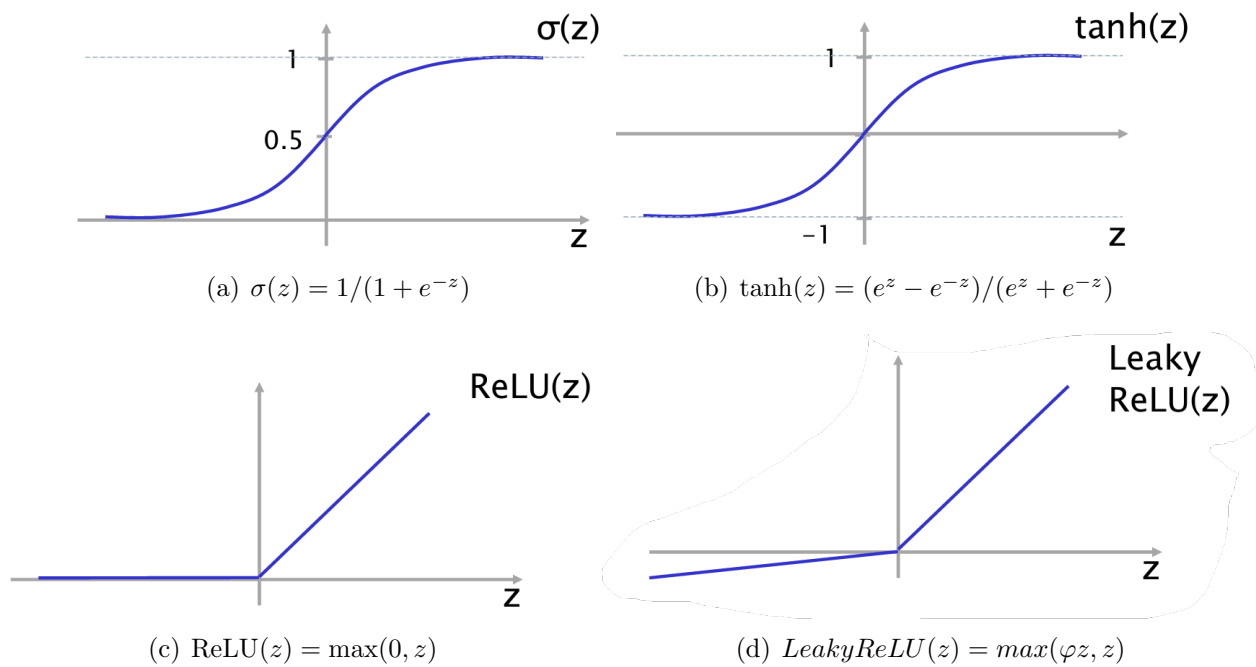 σ(z)
1
0.5
z
(a) σ(z) = 1/(1 + e^{-z})
tanh(z)
1
−1
z
(b) tanh(z) = (e^z − e^{-z})/(e^z + e^{-z})
ReLU(z)
z
(c) ReLU(z) = max(0, z)
Leaky
ReLU(z)
z
(d) LeakyReLU(z) = max(φz, z)